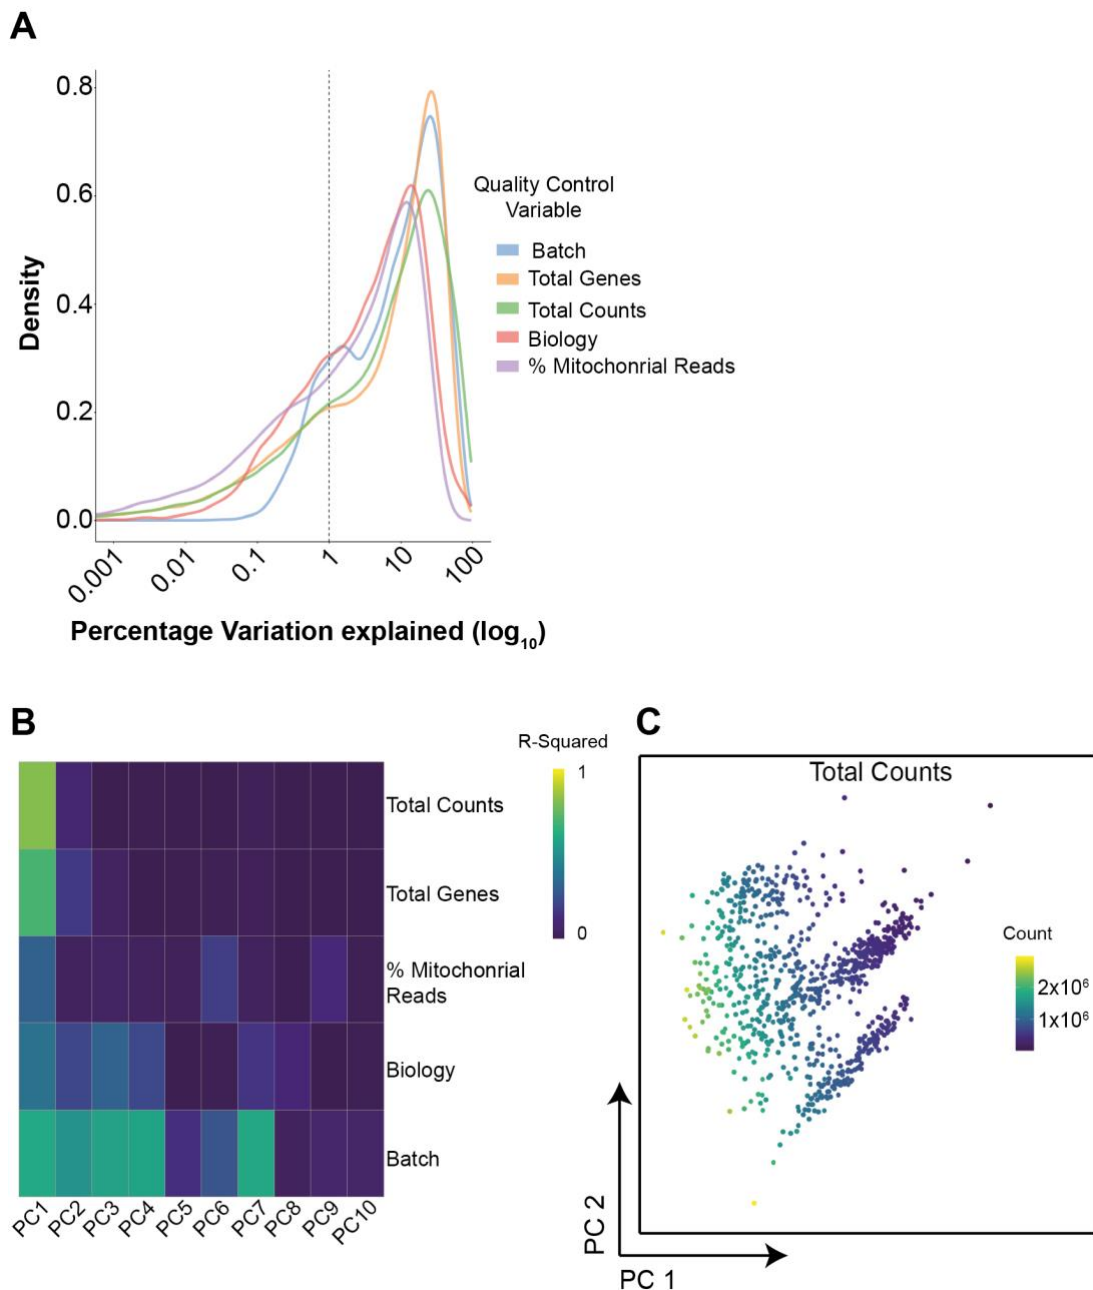 A
0.8
0.6
0.4
0.2
0.0
Density
0.001
0.01
0.1
1
10
100
Percentage Variation explained (log10)
Quality Control
Variable
Batch
Total Genes
Total Counts
Biology
% Mitochonrial Reads
B
R-Squared
1
0
Total Counts
Total Genes
% Mitochonrial
Reads
Biology
Batch
PC1
PC2
PC3
PC4
PC5
PC6
PC7
PC8
PC9
PC10
C
Total Counts
Count
2x10⁶
1x10⁶
PC 2
PC 1